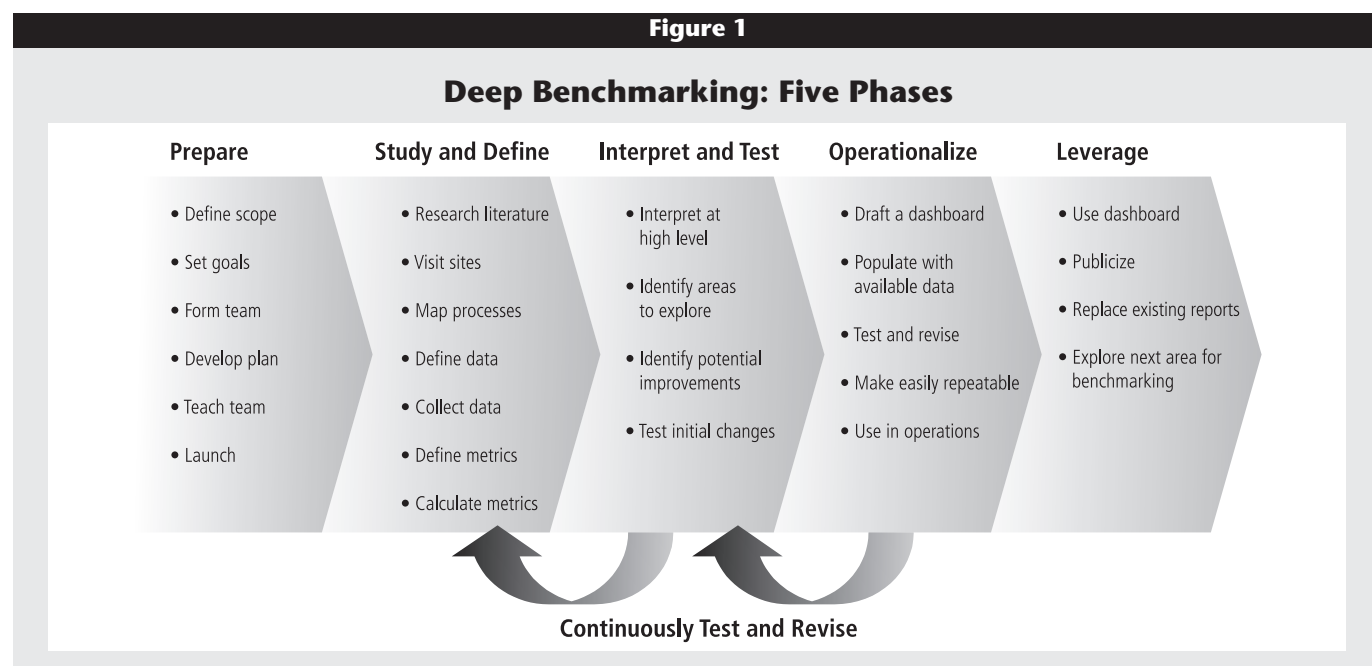 Figure 1
Deep Benchmarking: Five Phases
Prepare
• Define scope
• Set goals
• Form team
• Develop plan
• Teach team
• Launch
Study and Define
• Research literature
• Visit sites
• Map processes
• Define data
• Collect data
• Define metrics
• Calculate metrics
Interpret and Test
• Interpret at
high level
• Identify areas
to explore
• Identify potential
improvements
• Test initial changes
Operationalize
• Draft a dashboard
• Populate with
available data
• Test and revise
• Make easily repeatable
• Use in operations
Leverage
• Use dashboard
• Publicize
• Replace existing reports
• Explore next area for
benchmarking
Continuously Test and Revise